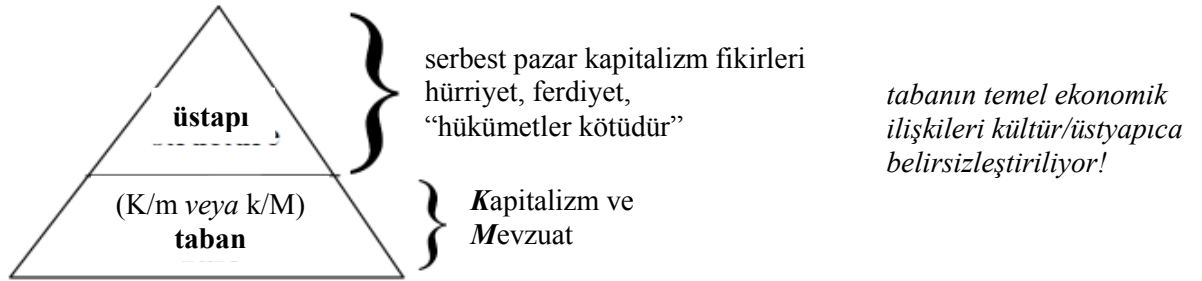 üstapı
(K/m veya k/M)
taban
serbest pazar kapitalizm fikirleri
hürriyet, ferdiyet,
“hükümetler kötüdür”
Kapitalizm ve
Mevzuat
tabanın temel ekonomik
ilişkileri kültür/üstyapıca
belirsizleştiriliyor!